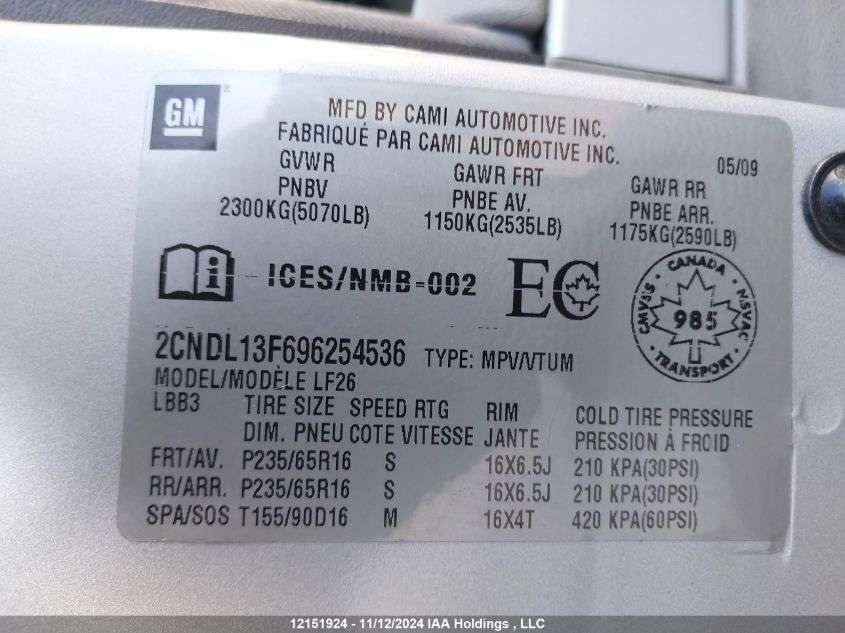 GM®
MFD BY CAMI AUTOMOTIVE INC.
FABRIQUÉ PAR CAMI AUTOMOTIVE INC.
05/09
GVWR GAWR FRT GAWR RR
PNBV PNBE AV. PNBE ARR.
2300KG(5070LB) 1150KG(2535LB) 1175KG(2590LB)
i ICES/NMB-002 EC
CANADA CMVSS NSVAC 985 TRANSPORT
2CNDL13F696254536 TYPE: MPV/VTUM
MODEL/MODÈLE LF26
LBB3 TIRE SIZE SPEED RTG RIM COLD TIRE PRESSURE
DIM. PNEU COTE VITESSE JANTE PRESSION À FROID
FRT/AV. P235/65R16 S 16X6.5J 210 KPA(30PSI)
RR/ARR. P235/65R16 S 16X6.5J 210 KPA(30PSI)
SPA/SOS T155/90D16 M 16X4T 420 KPA(60PSI)
12151924 - 11/12/2024 IAA Holdings , LLC